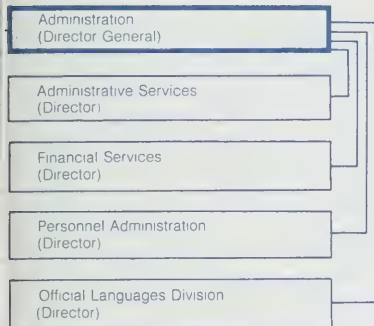 Administration
(Director General)
Administrative Services
(Director)
Financial Services
(Director)
Personnel Administration
(Director)
Official Languages Division
(Director)